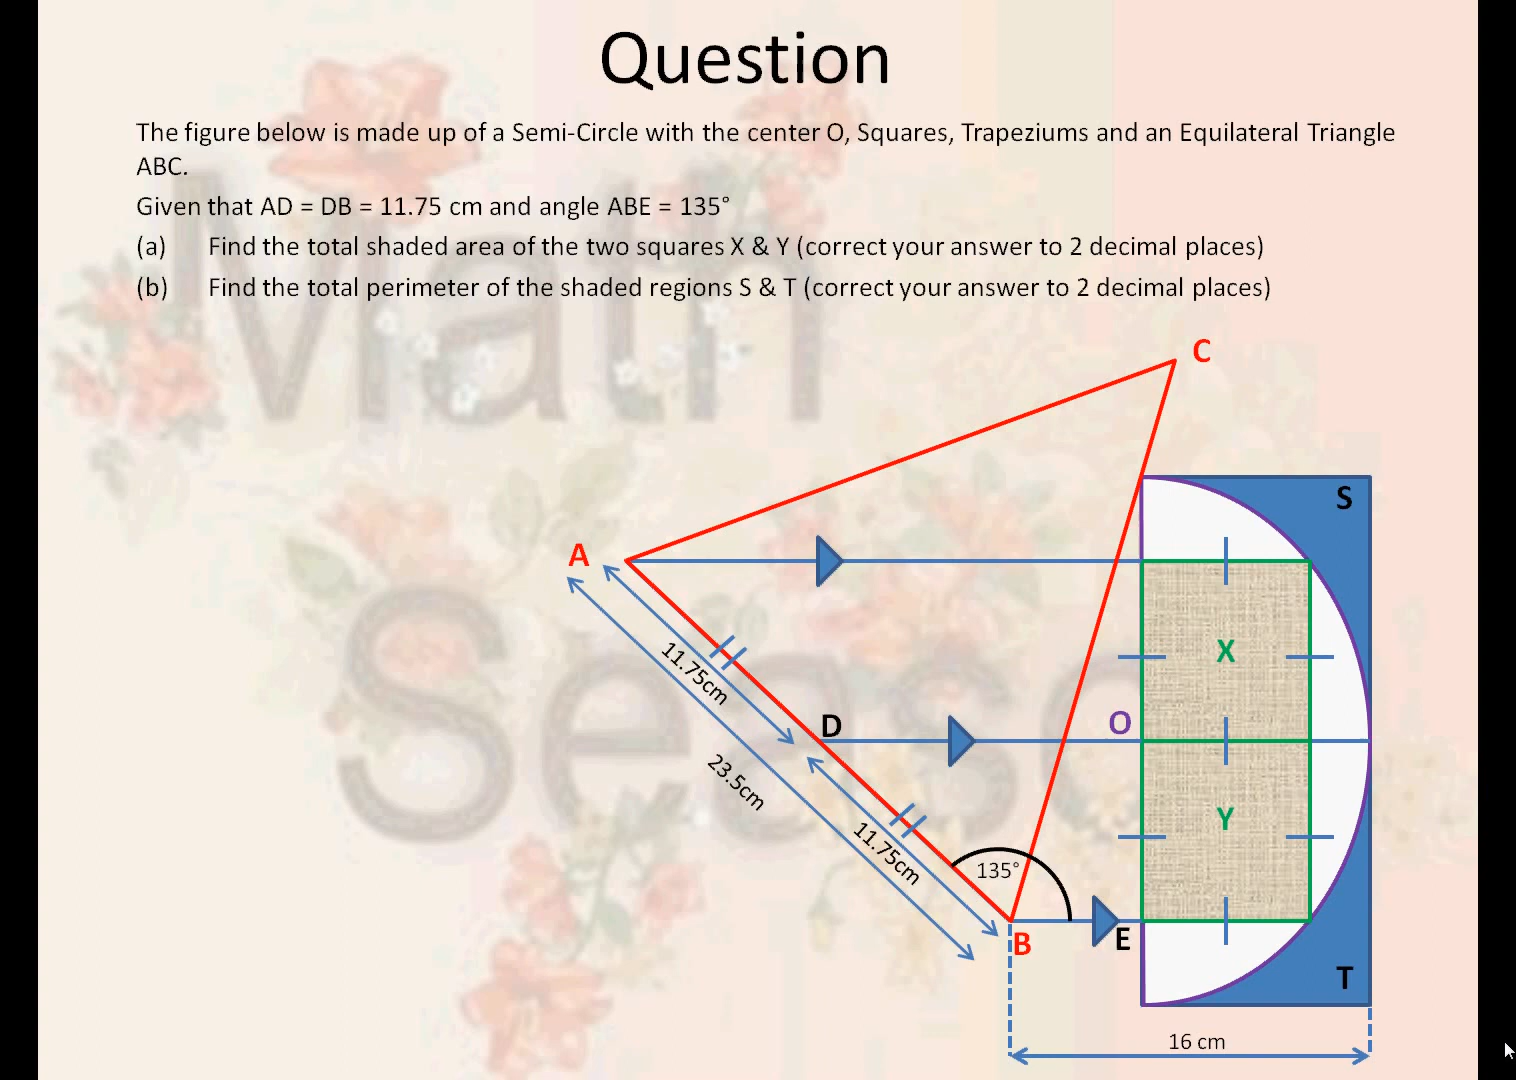 Question
The figure below is made up of a Semi-Circle with the center O, Squares, Trapeziums and an Equilateral Triangle
ABC.
Given that AD = DB = 11.75 cm and angle ABE = 135°
(a) Find the total shaded area of the two squares X & Y (correct your answer to 2 decimal places)
(b) Find the total perimeter of the shaded regions S & T (correct your answer to 2 decimal places)
Math
C
S
A
X
11.75cm
D
O
23.5cm
Y
11.75cm
135°
B
E
T
16 cm